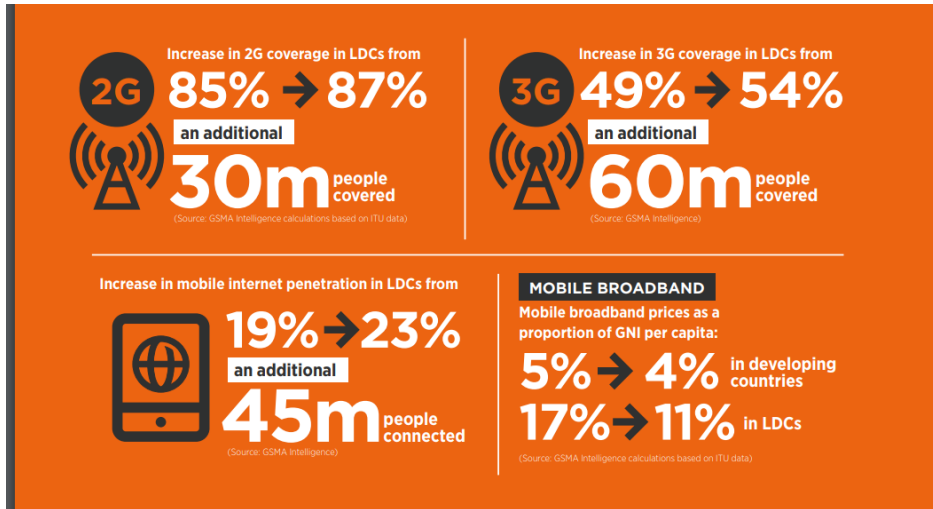 Increase in 2G coverage in LDCs from
2G
85% → 87%
an additional
30m people
covered
(Source: GSMA Intelligence calculations based on ITU data)
Increase in 3G coverage in LDCs from
3G
49% → 54%
an additional
60m people
covered
(Source: GSMA Intelligence)
Increase in mobile internet penetration in LDCs from
19% → 23%
an additional
45m people
connected
(Source: GSMA Intelligence)
MOBILE BROADBAND
Mobile broadband prices as a
proportion of GNI per capita:
5% → 4% in developing
countries
17% → 11% in LDCs
(Source: GSMA Intelligence calculations based on ITU data)